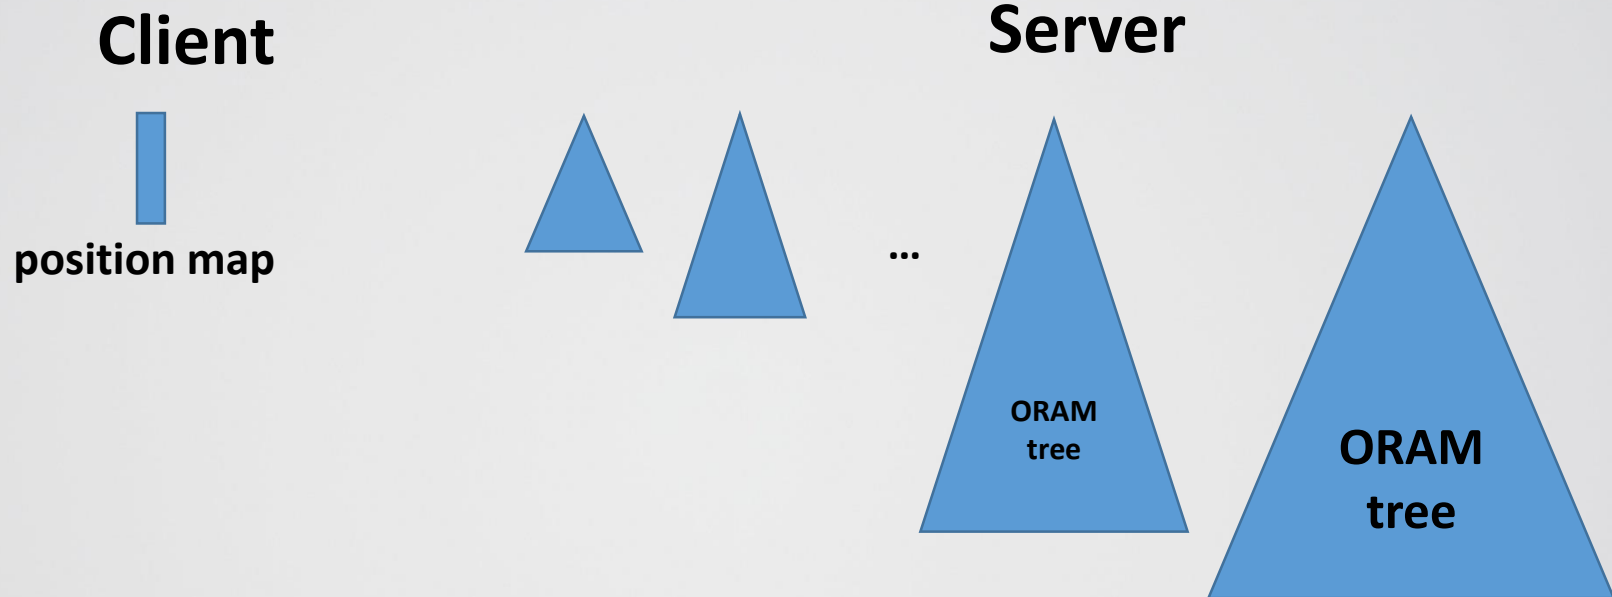 Client
Server
position map
...
ORAM
tree
ORAM
tree